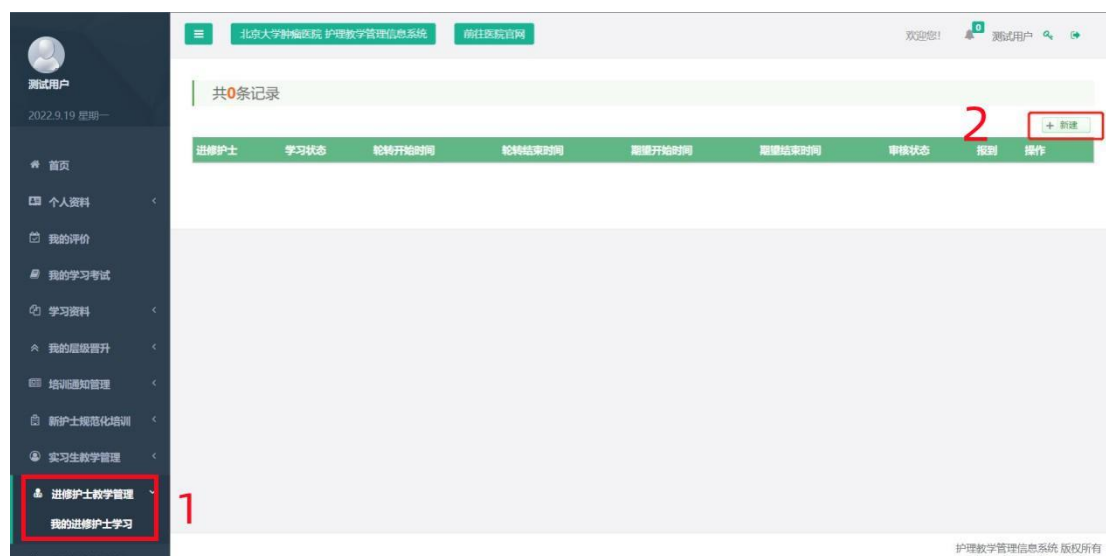 北京大学肿瘤医院 护理教学管理信息系统 前往医院官网 欢迎您!! 0 测试用户
测试用户
2022.9.19 星期一
共0条记录
2
+ 新建
进修护士 学习状态 轮转开始时间 轮转结束时间 期望开始时间 期望结束时间 审核状态 报到 操作
首页
个人资料
我的评价
我的学习考试
学习资料
我的层级晋升
培训通知管理
新护士规范化培训
实习生教学管理
进修护士教学管理
1
我的进修护士学习
护理教学管理信息系统 版权所有